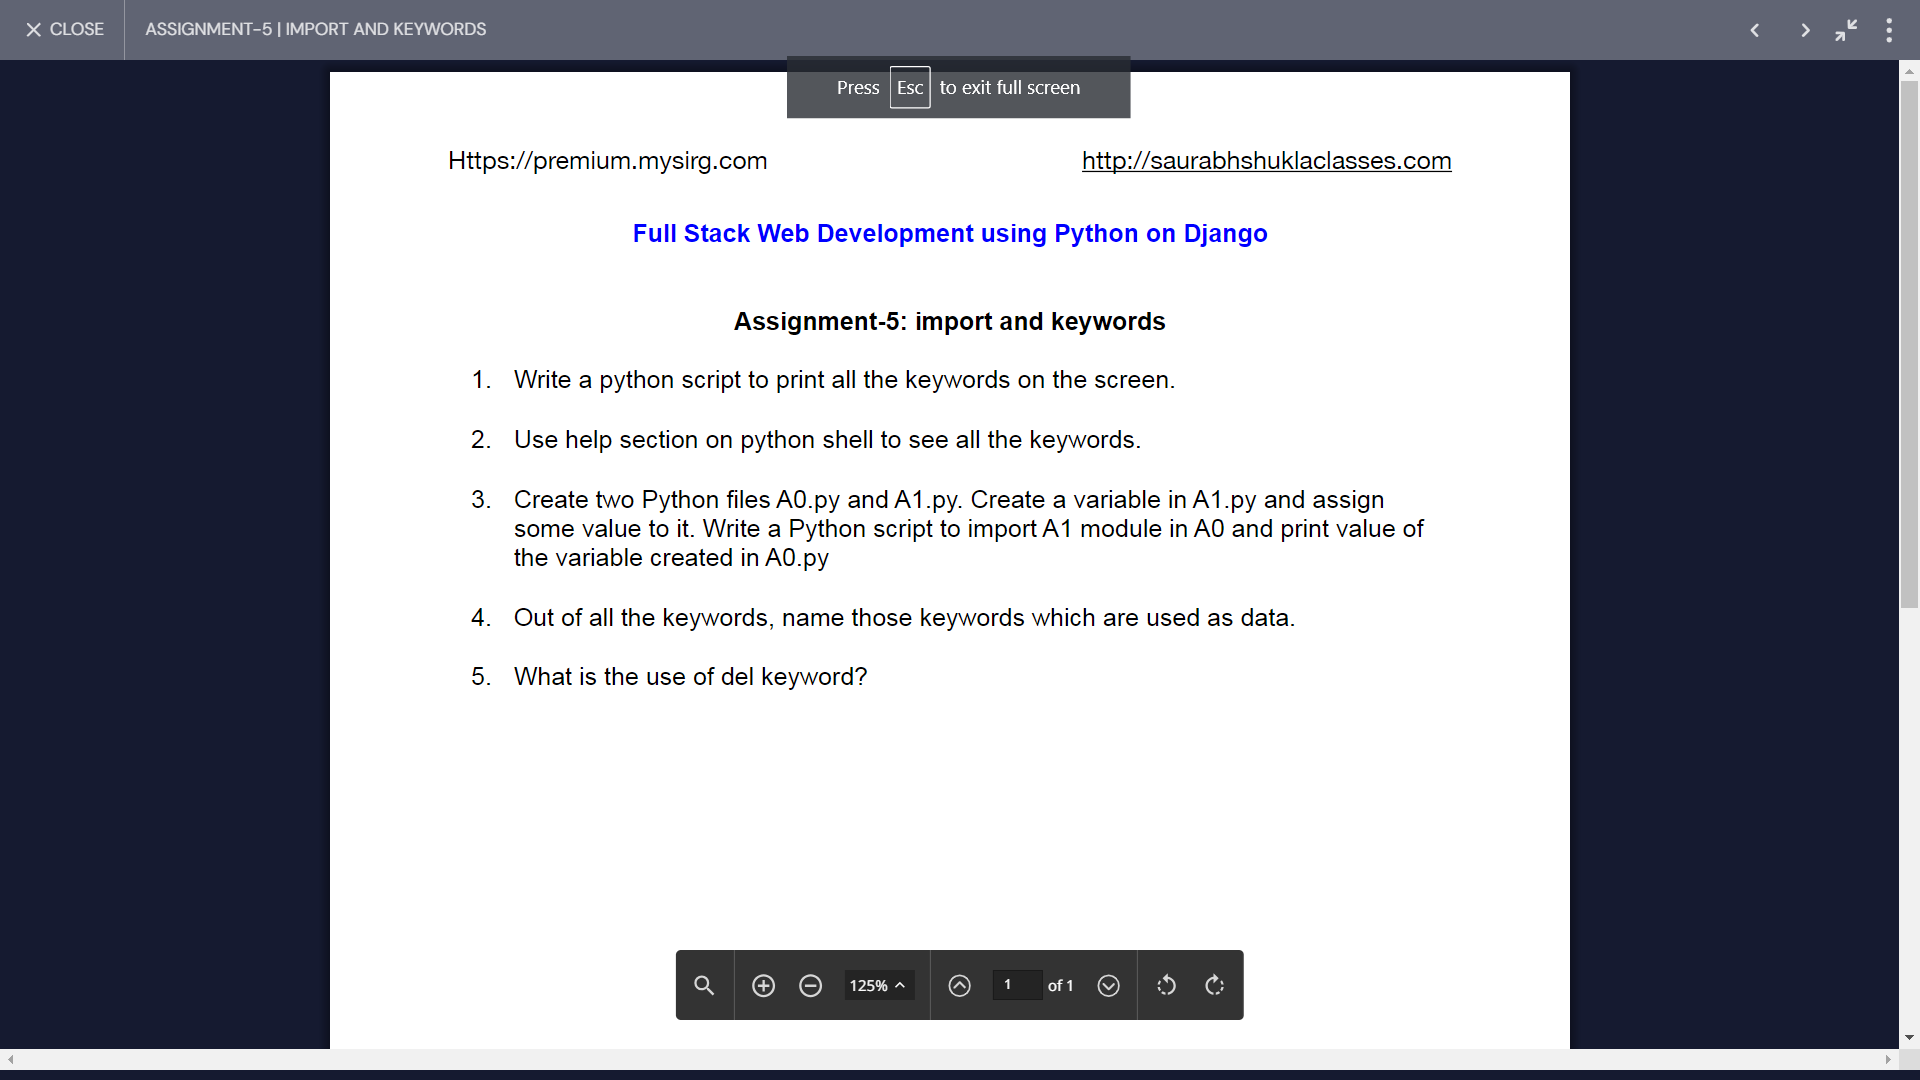 CLOSE
ASSIGNMENT-5 | IMPORT AND KEYWORDS
Press Esc to exit full screen
Https://premium.mysirg.com
http://saurabhshuklaclasses.com
Full Stack Web Development using Python on Django
Assignment-5: import and keywords
1. Write a python script to print all the keywords on the screen.
2. Use help section on python shell to see all the keywords.
3. Create two Python files A0.py and A1.py. Create a variable in A1.py and assign
some value to it. Write a Python script to import A1 module in A0 and print value of
the variable created in A0.py
4. Out of all the keywords, name those keywords which are used as data.
5. What is the use of del keyword?
125%
1 of 1